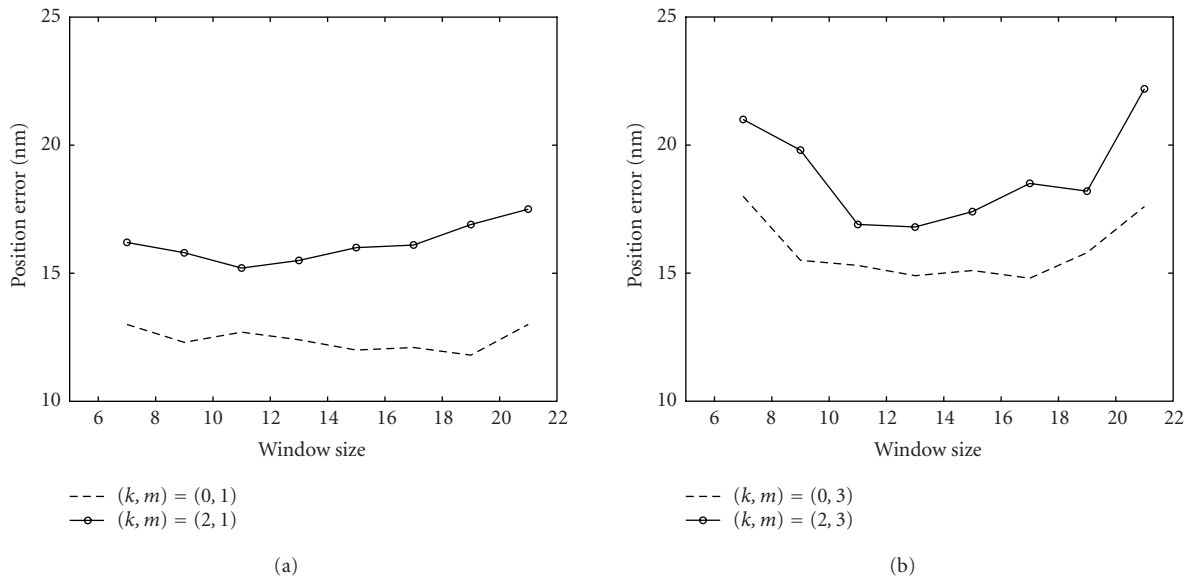 25
20
15
10
Position error (nm)
6 8 10 12 14 16 18 20 22
Window size
(k, m) = (0, 1)
(k, m) = (2, 1)
(a)
25
20
15
10
Position error (nm)
6 8 10 12 14 16 18 20 22
Window size
(k, m) = (0, 3)
(k, m) = (2, 3)
(b)